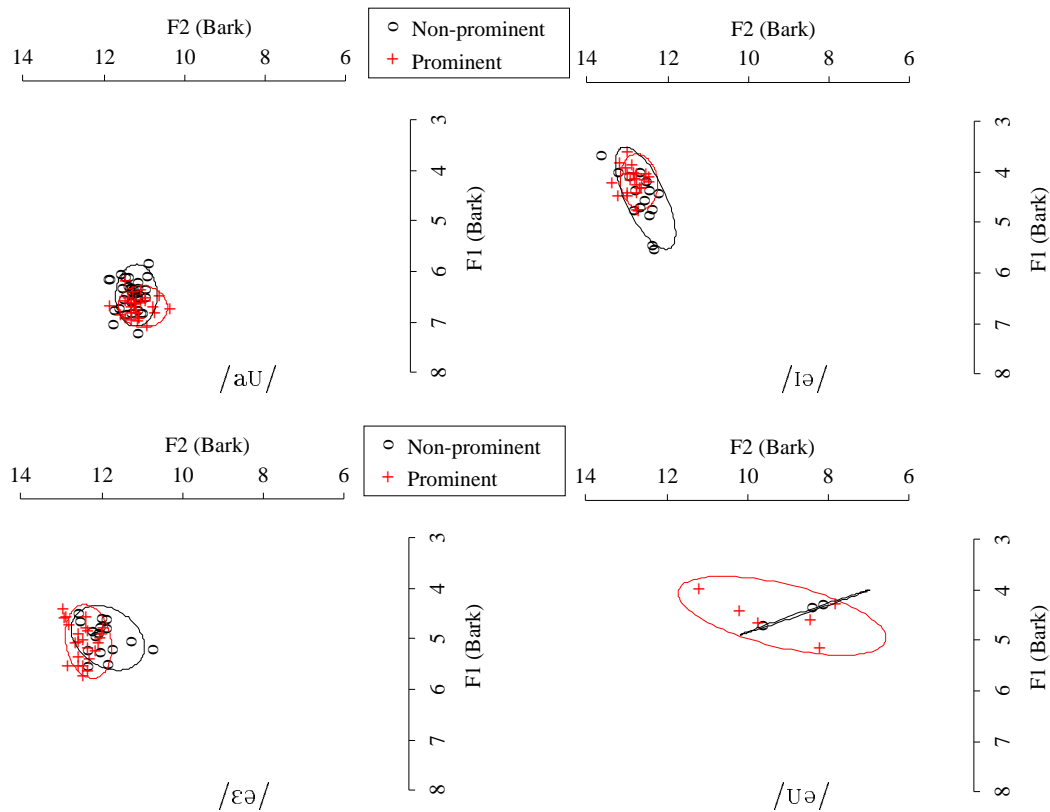 F2 (Bark)
14 12 10 8 6
o Non-prominent
+ Prominent
F2 (Bark)
14 12 10 8 6
3 4 5 6 7 8
F1 (Bark)
3 4 5 6 7 8
F1 (Bark)
/aʊ/
/ɪə/
F2 (Bark)
14 12 10 8 6
o Non-prominent
+ Prominent
F2 (Bark)
14 12 10 8 6
3 4 5 6 7 8
F1 (Bark)
3 4 5 6 7 8
F1 (Bark)
/ɛə/
/ʊə/